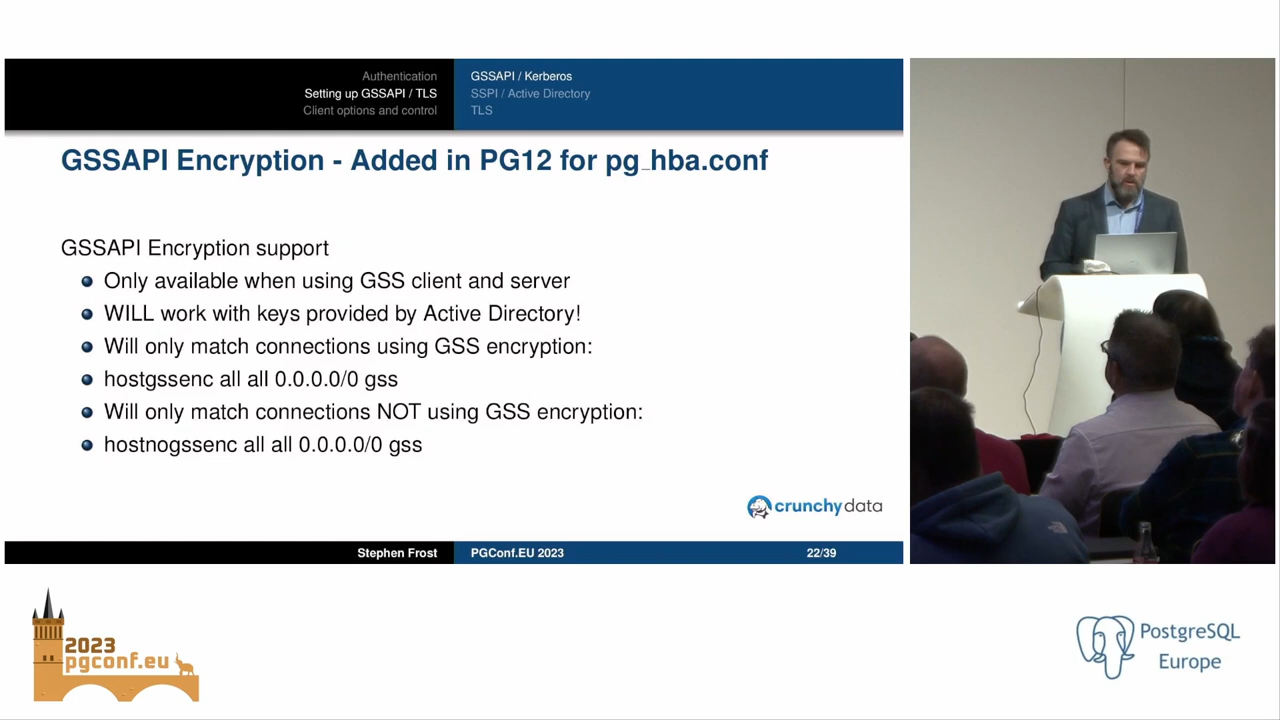 Authentication
Setting up GSSAPI / TLS
Client options and control
GSSAPI / Kerberos
SSPI / Active Directory
TLS
GSSAPI Encryption - Added in PG12 for pg_hba.conf
GSSAPI Encryption support
Only available when using GSS client and server
WILL work with keys provided by Active Directory!
Will only match connections using GSS encryption:
hostgssenc all all 0.0.0.0/0 gss
Will only match connections NOT using GSS encryption:
hostnogssenc all all 0.0.0.0/0 gss
crunchydata
Stephen Frost
PGConf.EU 2023
22/39
2023
pgconf.eu
PostgreSQL
Europe